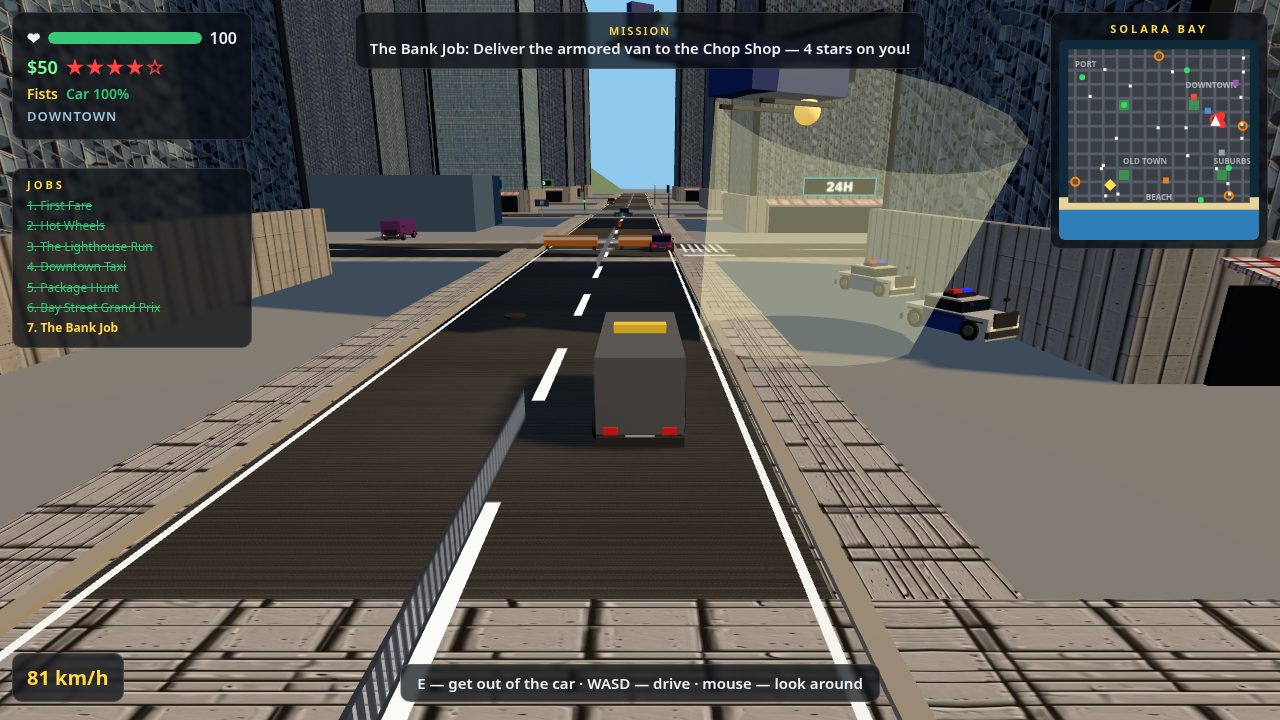 ❤ 100
$50 ★★★★☆
Fists Car 100%
DOWNTOWN
JOBS
1. First Fare
2. Hot Wheels
3. The Lighthouse Run
4. Downtown Taxi
5. Package Hunt
6. Bay Street Grand Prix
7. The Bank Job
MISSION
The Bank Job: Deliver the armored van to the Chop Shop — 4 stars on you!
SOLARA BAY
PORT
DOWNTOWN
OLD TOWN
SUBURBS
BEACH
24H
81 km/h
E — get out of the car · WASD — drive · mouse — look around